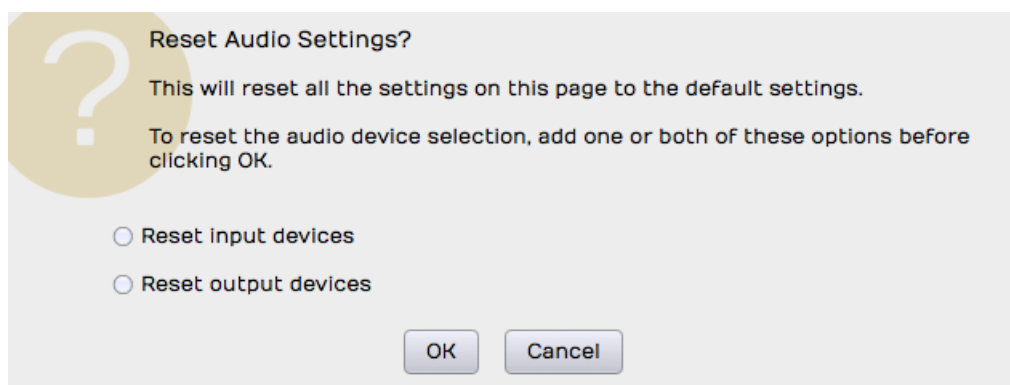 ?
Reset Audio Settings?
This will reset all the settings on this page to the default settings.
To reset the audio device selection, add one or both of these options before
clicking OK.
Reset input devices
Reset output devices
OK Cancel